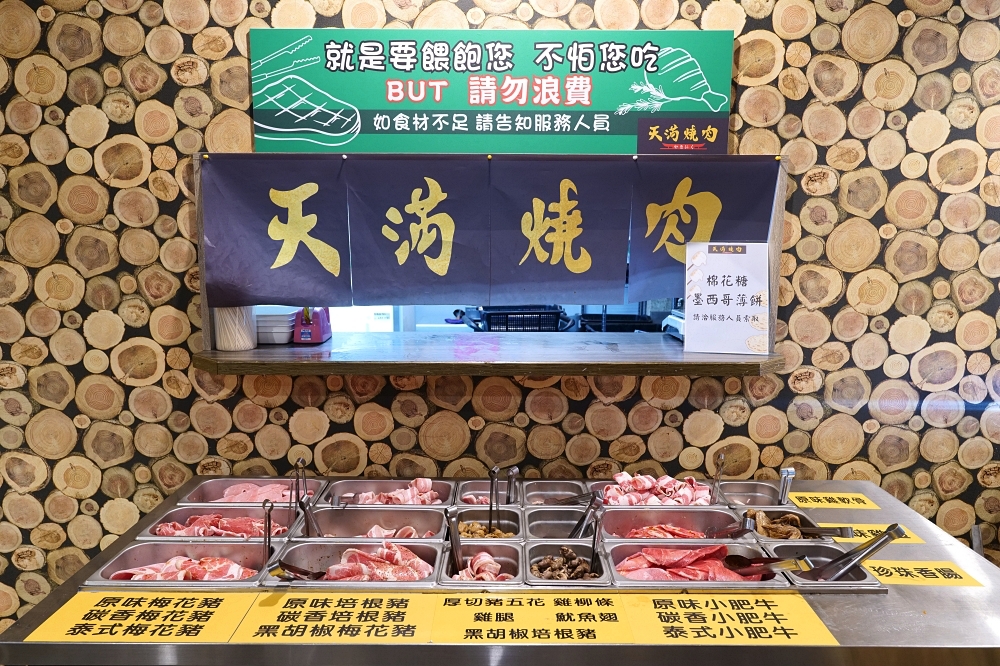 就是要餵飽您 不怕您吃
BUT 請勿浪費
如食材不足 請告知服務人員
天滿燒肉
天滿燒肉
天滿燒肉
棉花糖
墨西哥薄餅
請洽服務人員索取
原味雞軟骨
珍珠香腸
原味梅花豬
碳香梅花豬
泰式梅花豬
原味培根豬
碳香培根豬
黑胡椒梅花豬
厚切豬五花 雞柳條
雞腿 魷魚翅
黑胡椒培根豬
原味小肥牛
碳香小肥牛
泰式小肥牛